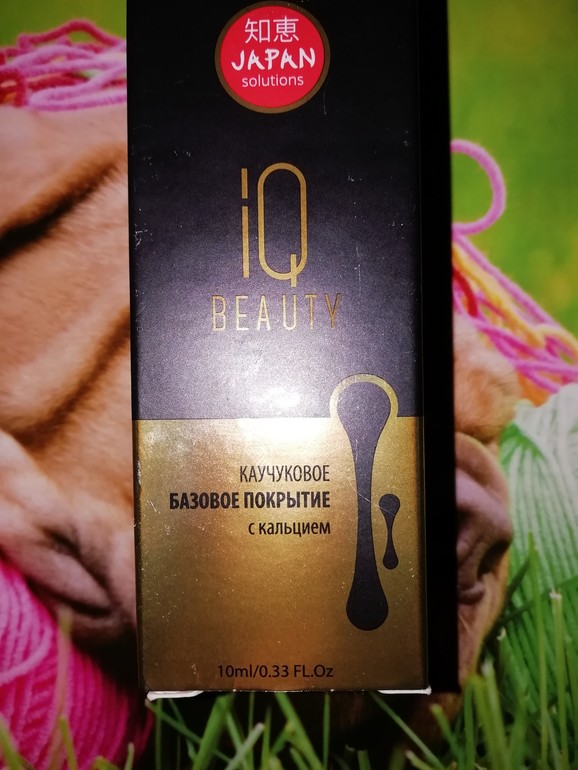 知恵
JAPAN
solutions
iQ
BEAUTY
КАУЧУКОВОЕ
БАЗОВОЕ ПОКРЫТИЕ
с кальцием
10ml/0.33 FL.Oz